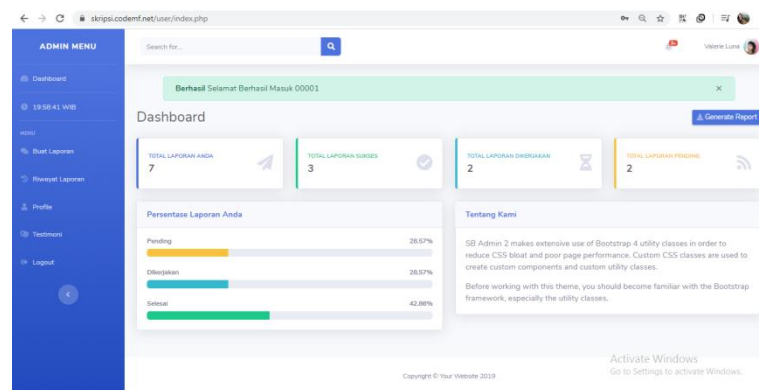 skripsi.codemf.net/user/index.php
ADMIN MENU
Search for...
3+
Valerie Luna
Dashboard
Berhasil Selamat Berhasil Masuk 00001
×
19:58:41 WIB
Dashboard
Generate Report
MENU
Buat Laporan
Riwayat Laporan
Profile
Testimoni
Logout
TOTAL LAPORAN ANDA
7
TOTAL LAPORAN SUKSES
3
TOTAL LAPORAN DIKERJAKAN
2
TOTAL LAPORAN PENDING
2
Persentase Laporan Anda
Pending 28.57%
Dikerjakan 28.57%
Selesai 42.86%
Tentang Kami
SB Admin 2 makes extensive use of Bootstrap 4 utility classes in order to
reduce CSS bloat and poor page performance. Custom CSS classes are used to
create custom components and custom utility classes.
Before working with this theme, you should become familiar with the Bootstrap
framework, especially the utility classes.
Copyright © Your Website 2019
Activate Windows
Go to Settings to activate Windows.